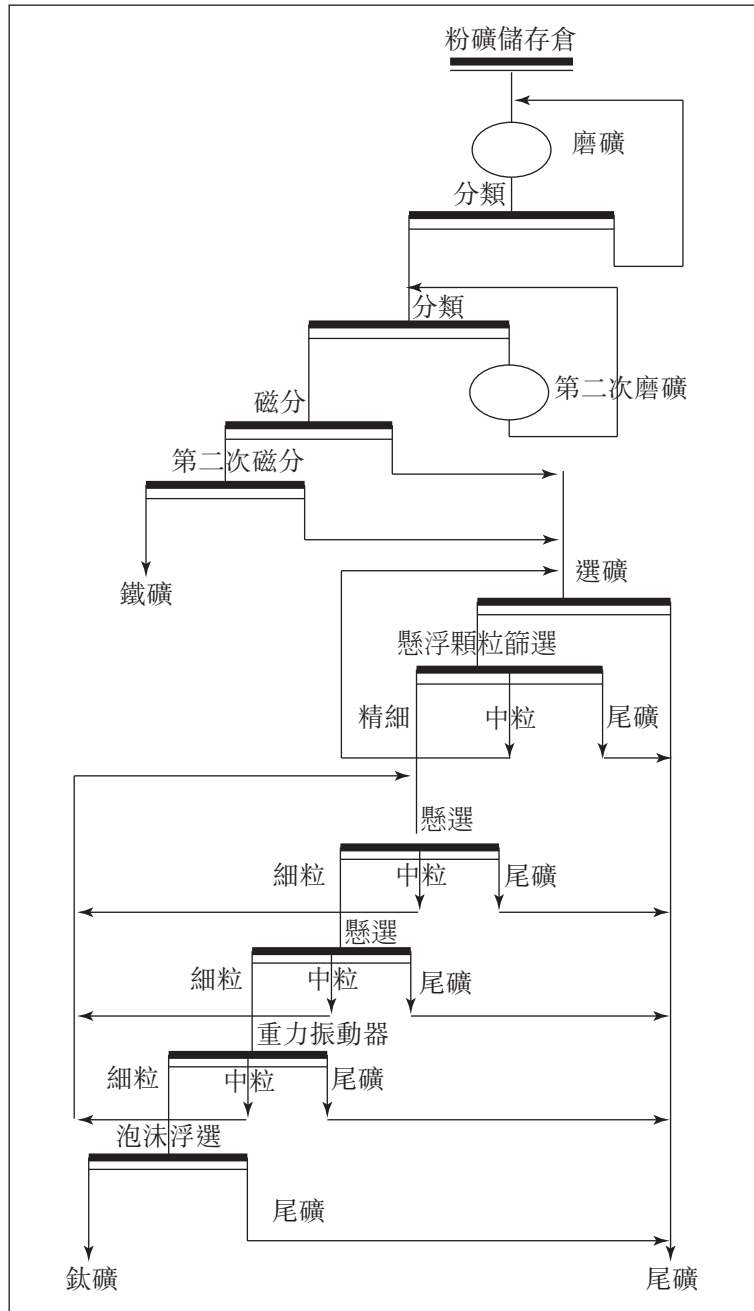 粉礦儲存倉
磨礦
分類
分類
第二次磨礦
磁分
第二次磁分
鐵礦
選礦
懸浮顆粒篩選
精細
中粒
尾礦
懸選
細粒
中粒
尾礦
懸選
細粒
中粒
尾礦
重力振動器
細粒
中粒
尾礦
泡沫浮選
尾礦
鈦礦
尾礦